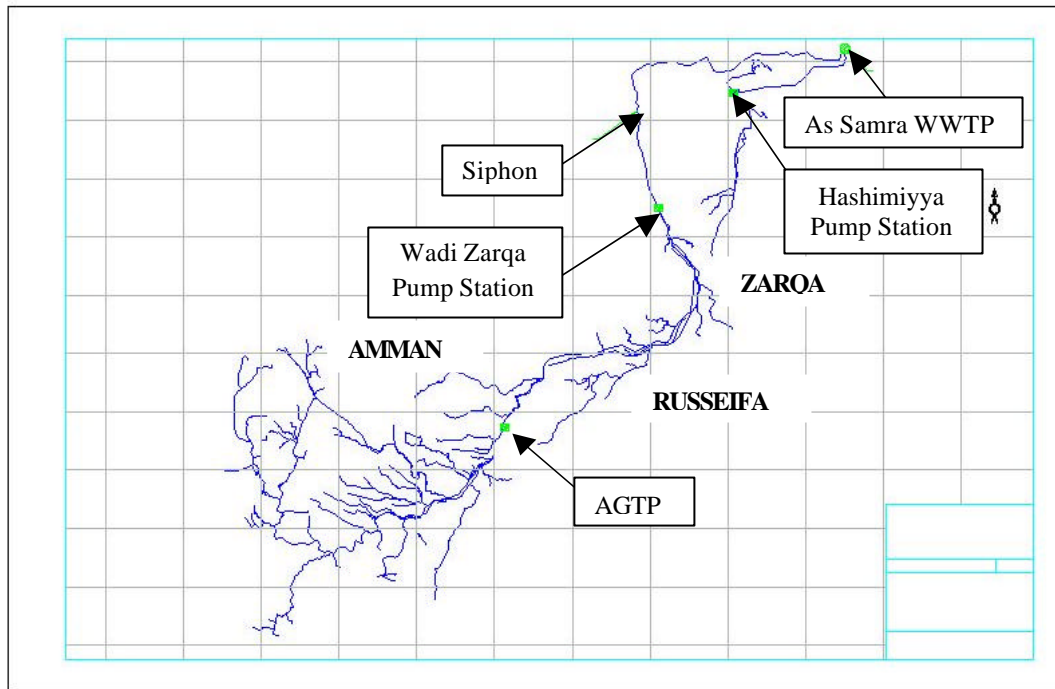 As Samra WWTP
Siphon
Hashimiyya
Pump Station
Wadi Zarqa
Pump Station
ZARQA
AMMAN
RUSSEIFA
AGTP